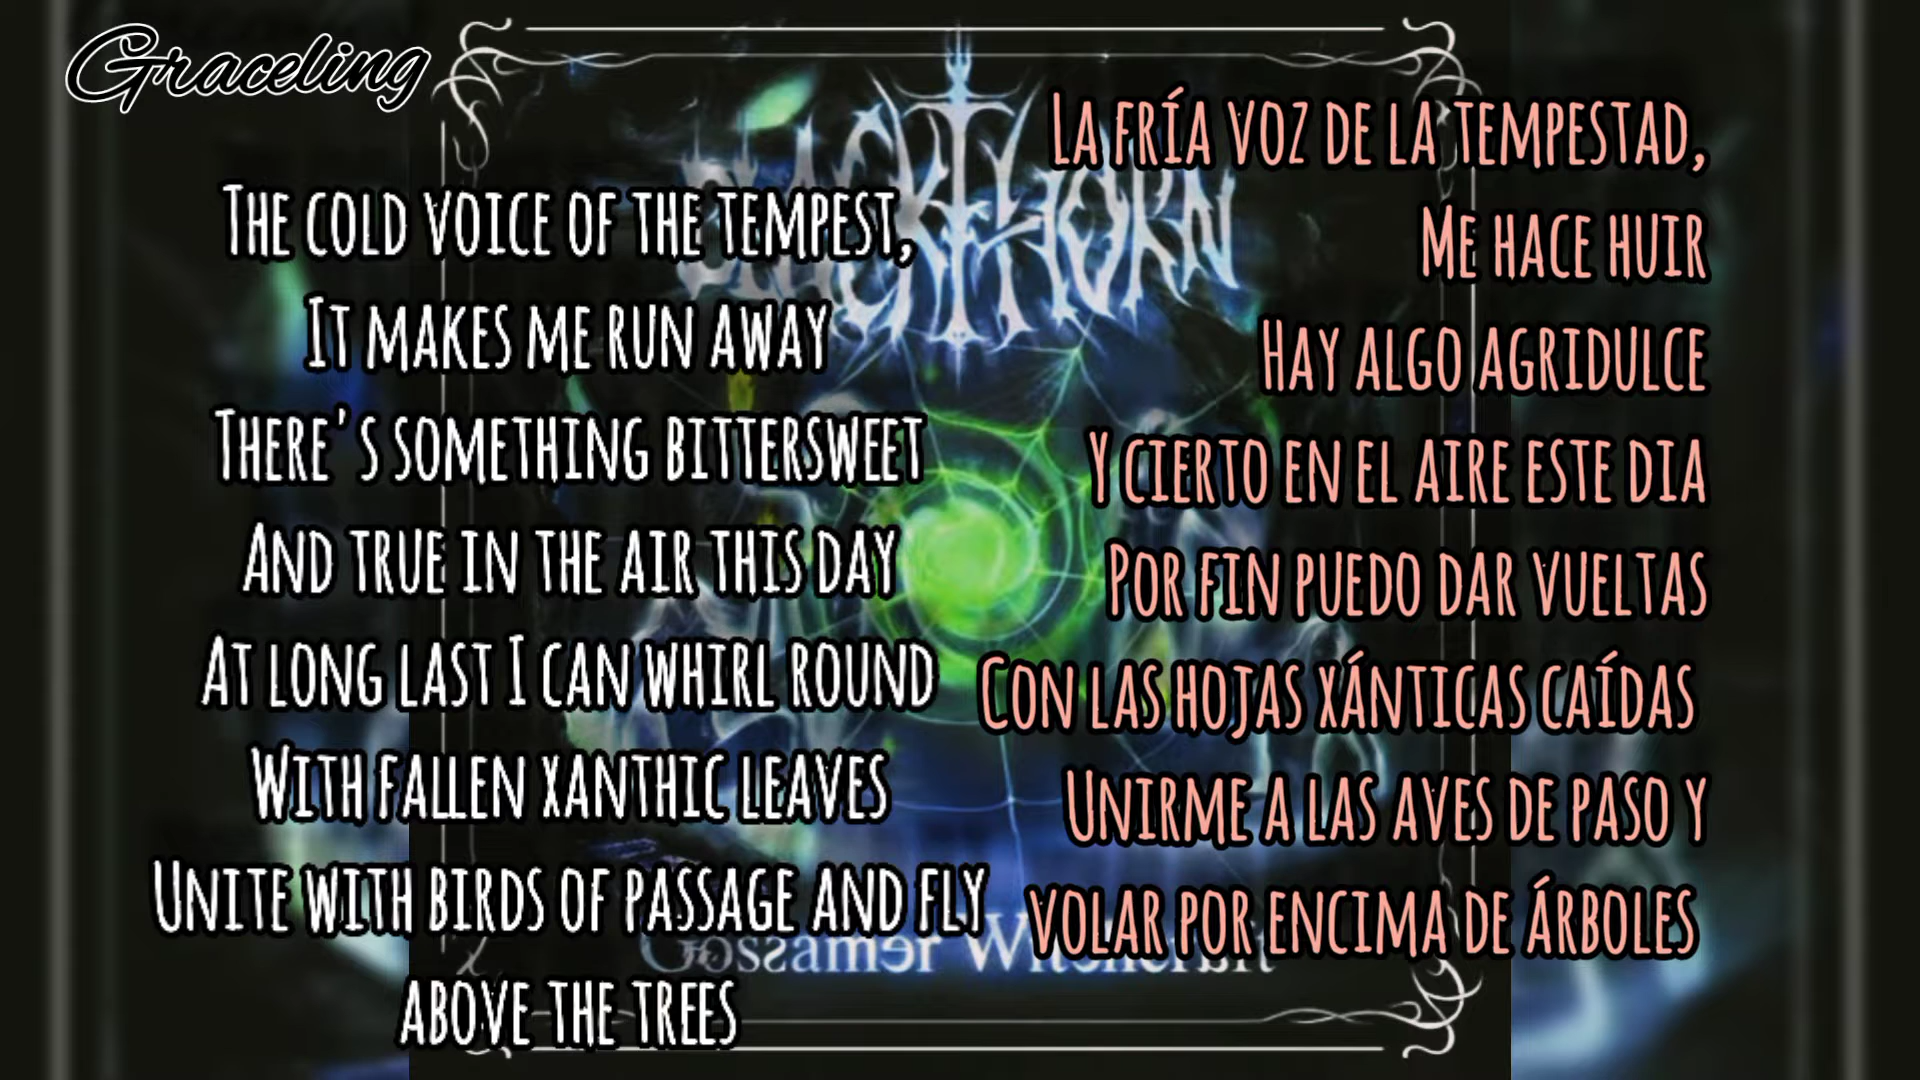 Graceling
BLACKTHORN
The cold voice of the tempest,
It makes me run away
There's something bittersweet
And true in the air this day
At long last I can whirl round
With fallen xanthic leaves
Unite with birds of passage and fly
above the trees
La fría voz de la tempestad,
Me hace huir
Hay algo agridulce
Y cierto en el aire este dia
Por fin puedo dar vueltas
Con las hojas xánticas caídas
Unirme a las aves de paso y
volar por encima de árboles
Gossamer Witchcraft